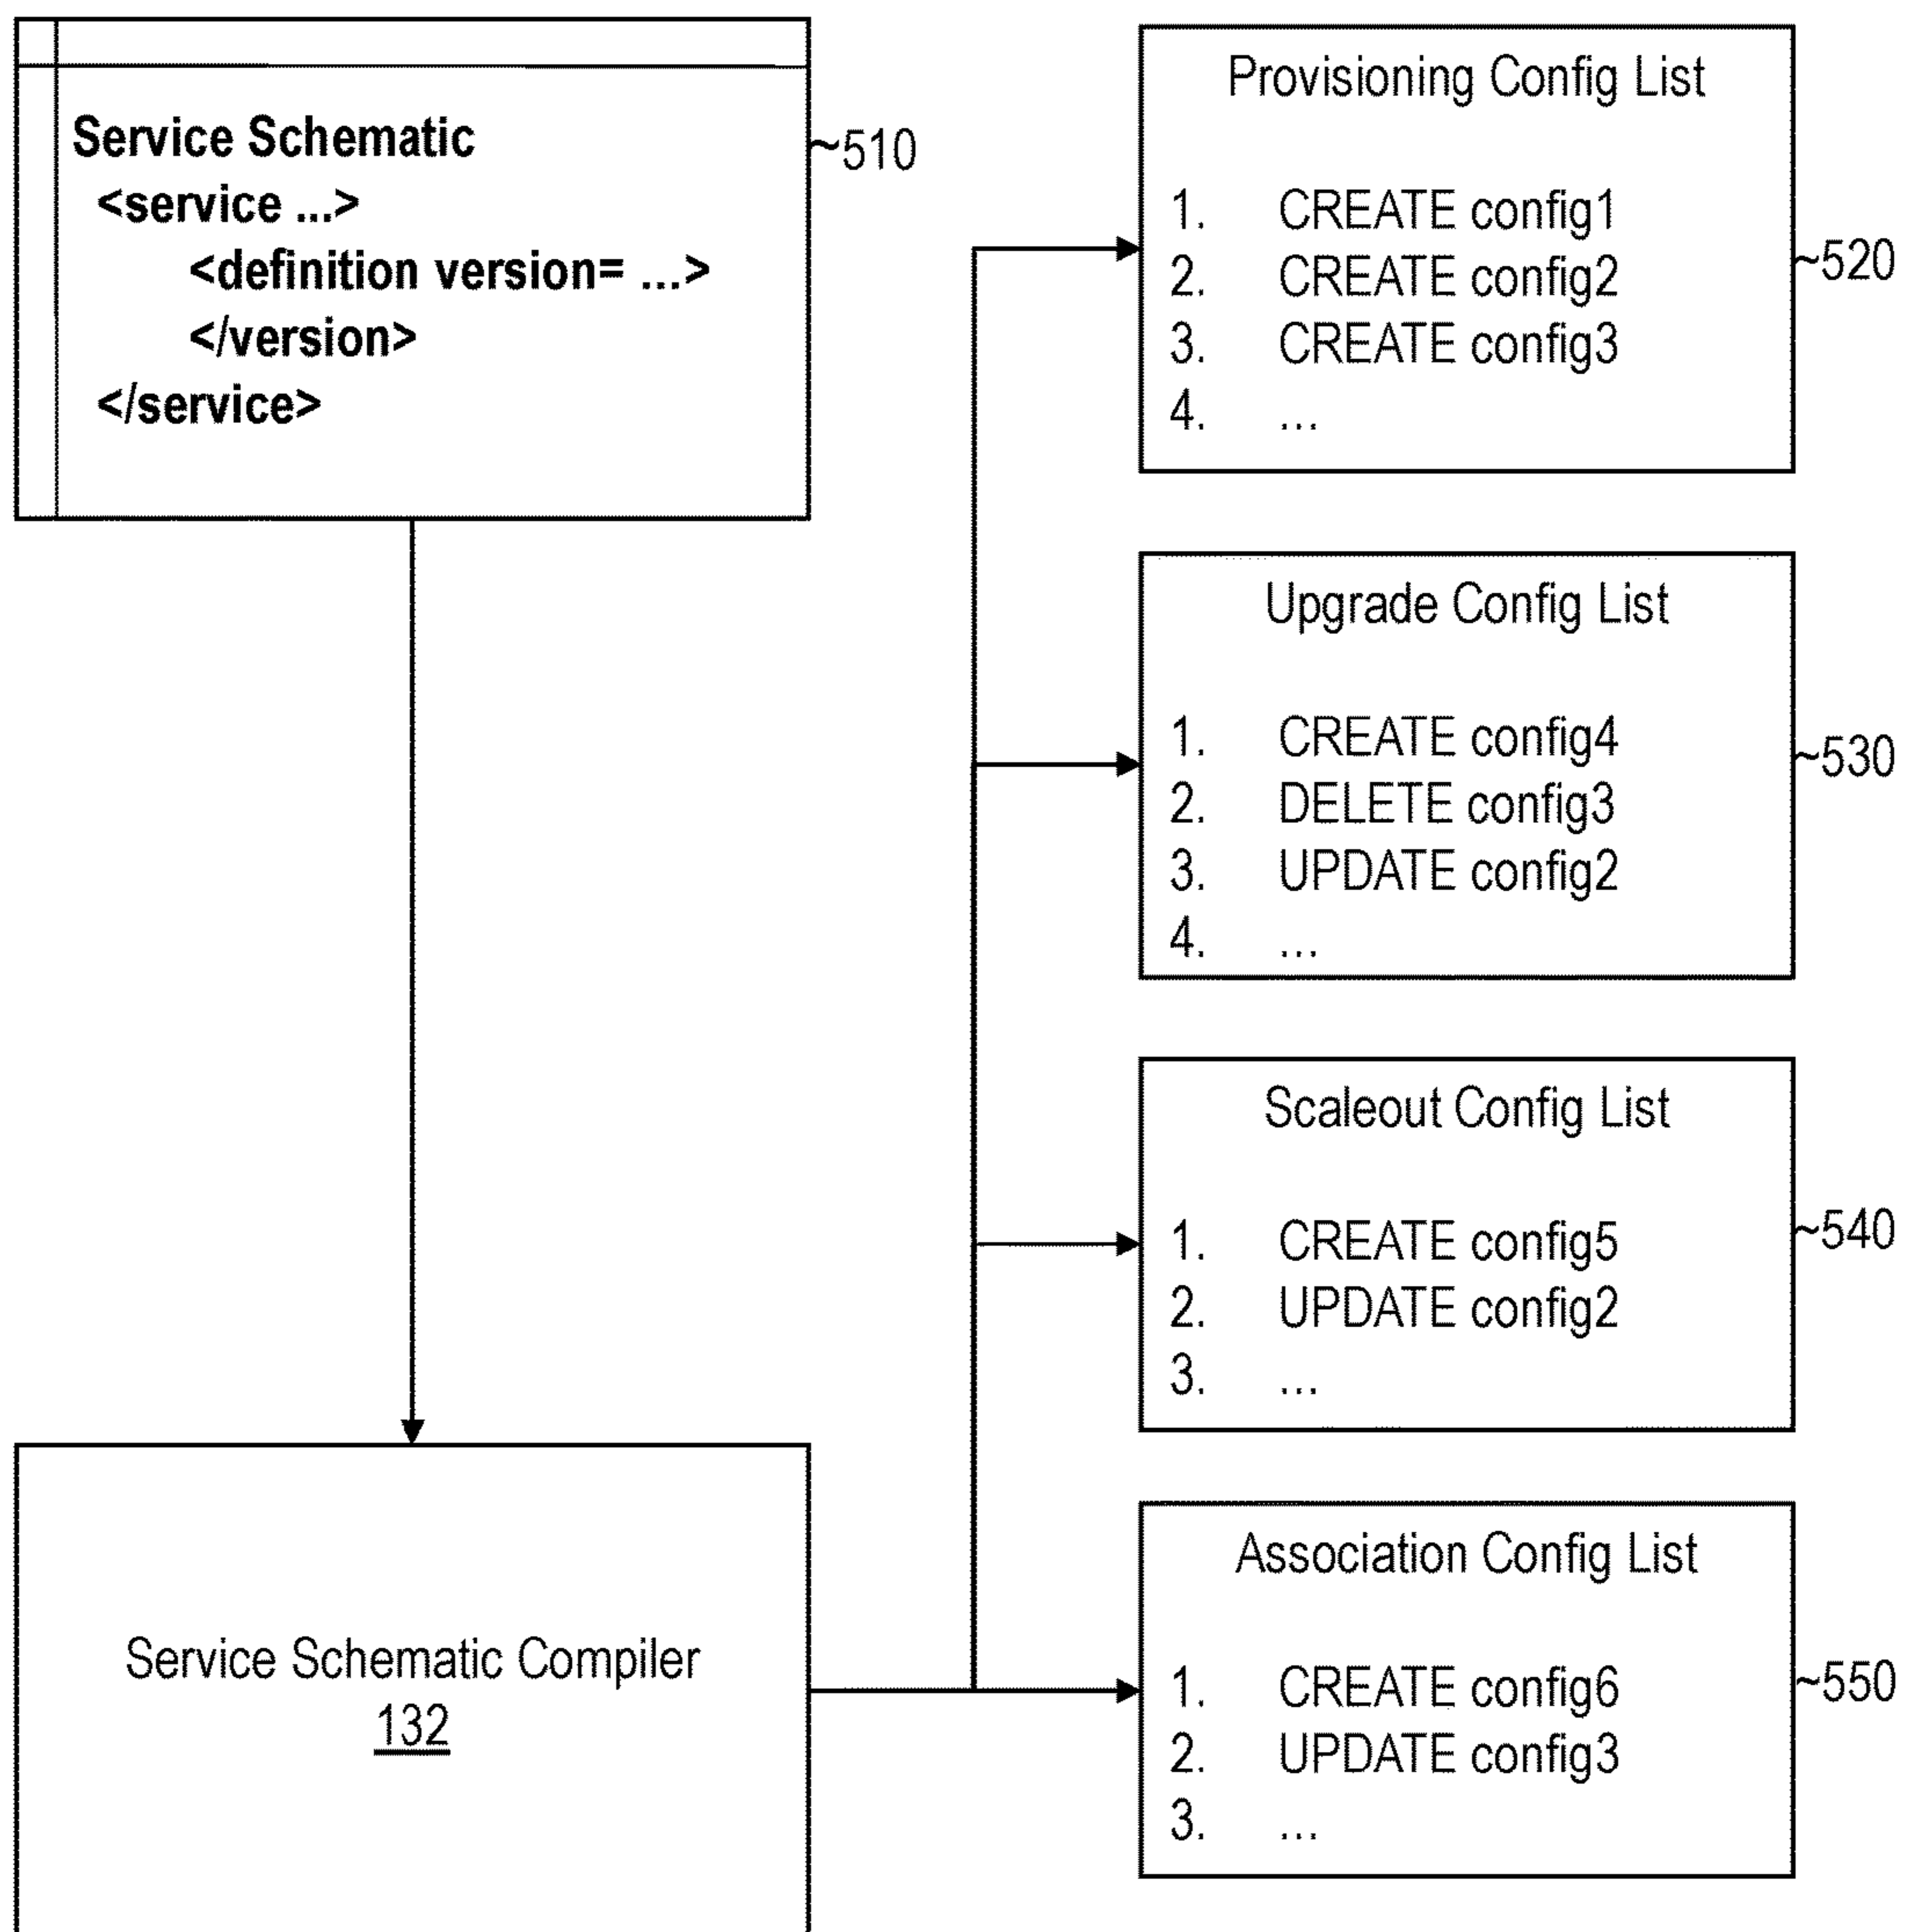 Service Schematic
<service ...>
<definition version= ...>
</version>
</service>
~510
Service Schematic Compiler
132
Provisioning Config List
1. CREATE config1
2. CREATE config2
3. CREATE config3
4. ...
~520
Upgrade Config List
1. CREATE config4
2. DELETE config3
3. UPDATE config2
4. ...
~530
Scaleout Config List
1. CREATE config5
2. UPDATE config2
3. ...
~540
Association Config List
1. CREATE config6
2. UPDATE config3
3. ...
~550